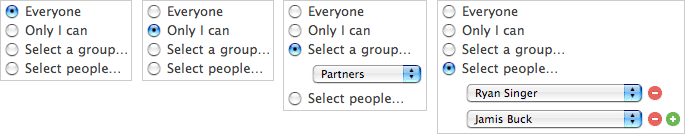 Everyone
Only I can
Select a group...
Select people...
Everyone
Only I can
Select a group...
Select people...
Everyone
Only I can
Select a group...
Partners
Select people...
Everyone
Only I can
Select a group...
Select people...
Ryan Singer
Jamis Buck